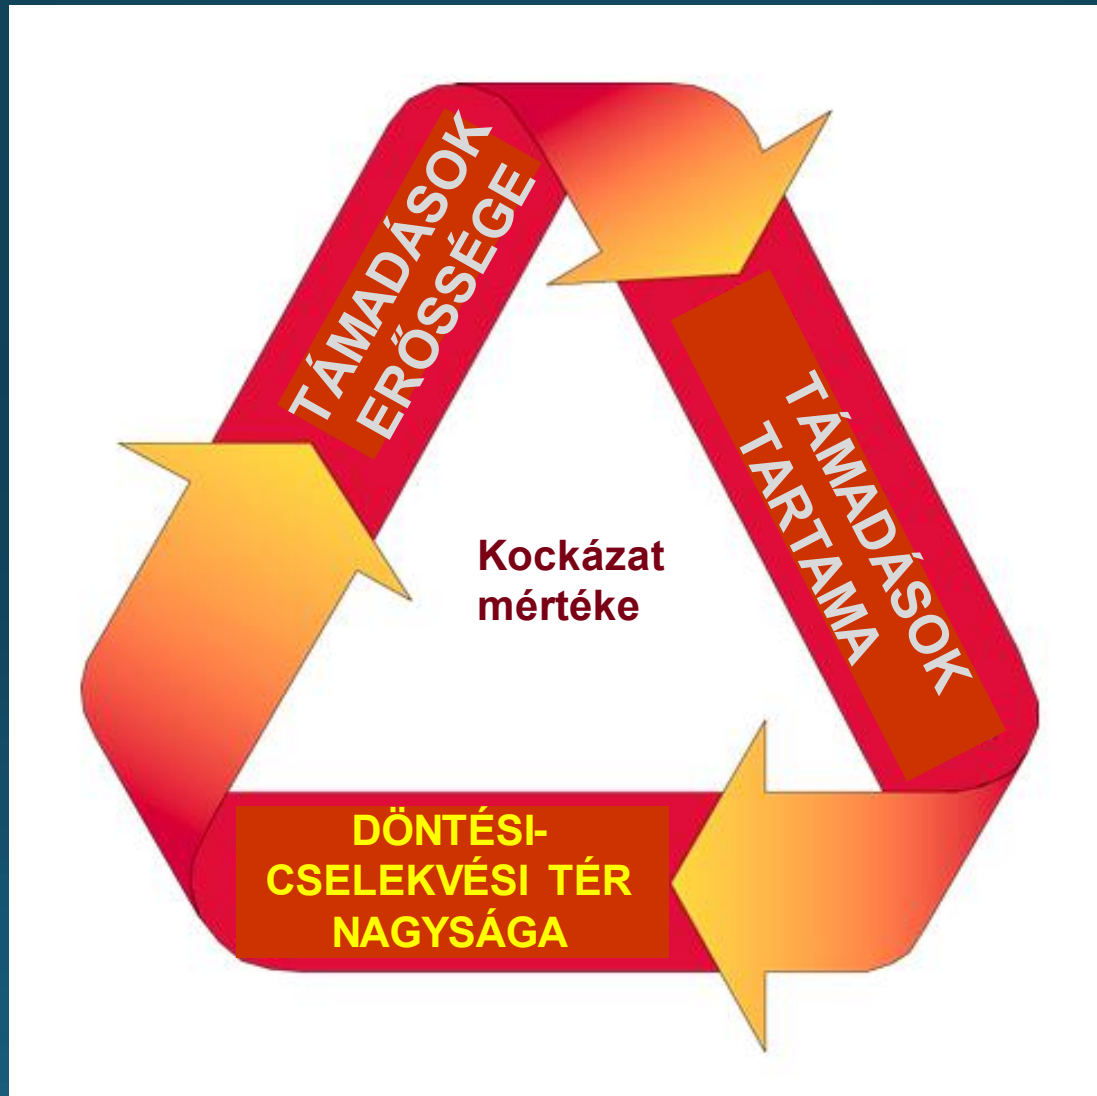 TÁMADÁSOK
ERŐSSÉGE
TÁMADÁSOK
TARTAMA
Kockázat
mértéke
DÖNTÉSI-
CSELEKVÉSI TÉR
NAGYSÁGA